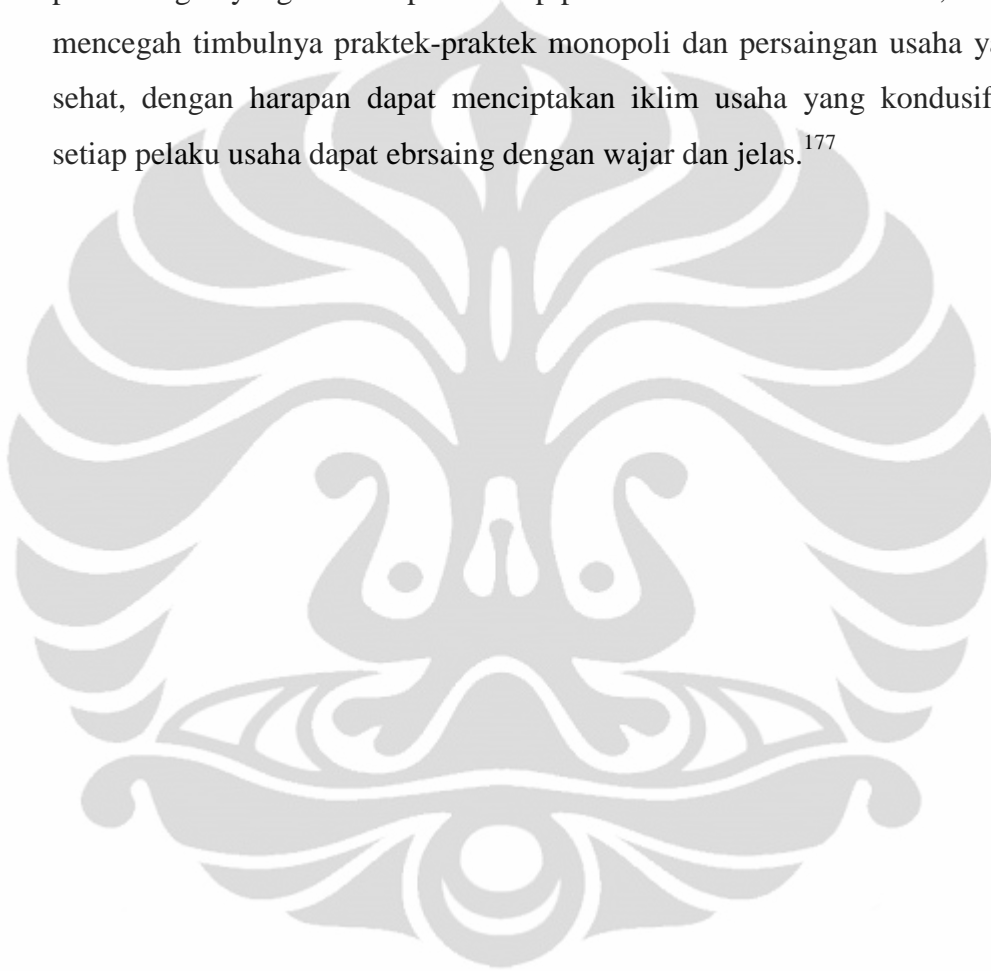 mencegah timbulnya praktek-praktek monopoli dan persaingan usaha
sehat, dengan harapan dapat menciptakan iklim usaha yang kondusif
setiap pelaku usaha dapat ebrsaing dengan wajar dan jelas.177